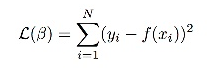 $\mathcal{L}(\beta) = \sum_{i=1}^{N} (y_i - f(x_i))^2$